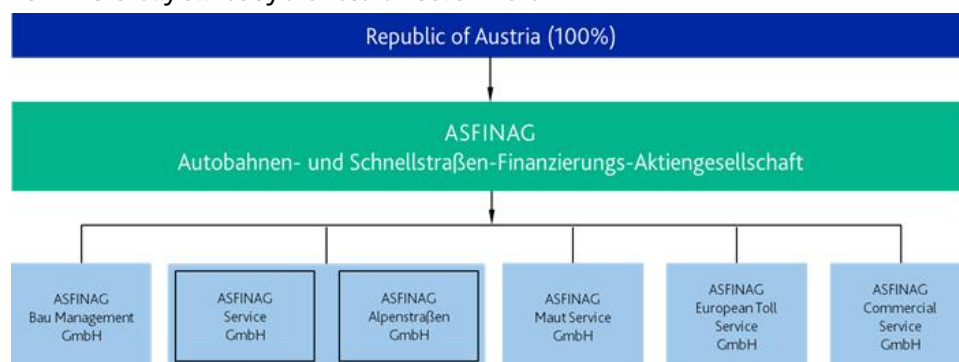 Republic of Austria (100%)
ASFINAG
Autobahnen- und Schnellstraßen-Finanzierungs-Aktiengesellschaft
ASFINAG
Bau Management
GmbH
ASFINAG
Service
GmbH
ASFINAG
Alpenstraßen
GmbH
ASFINAG
Maut Service
GmbH
ASFINAG
European Toll
Service
GmbH
ASFINAG
Commercial
Service
GmbH